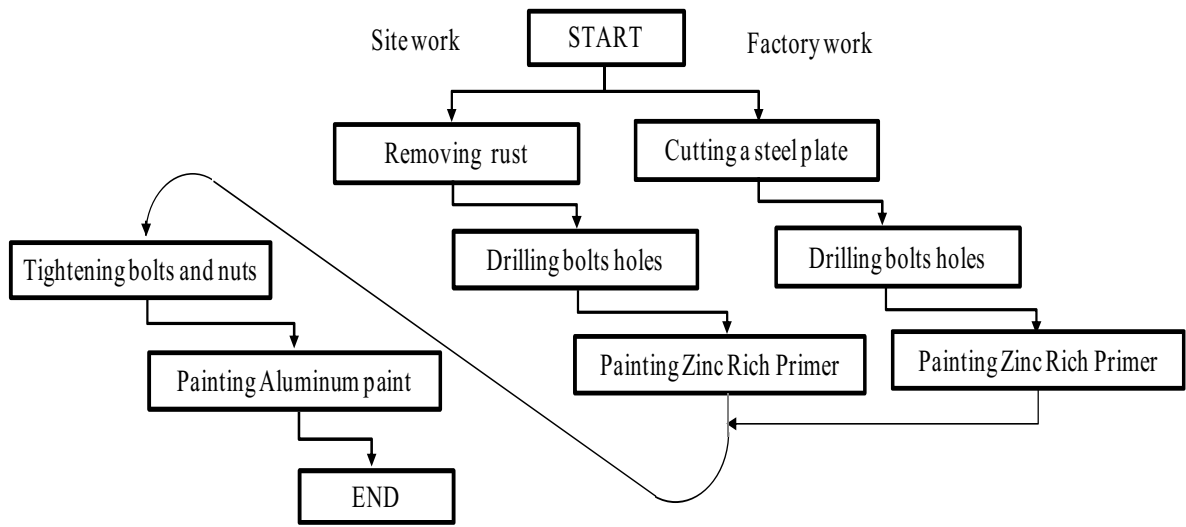 Site work
START
Factory work
Removing rust
Cutting a steel plate
Tightening bolts and nuts
Drilling bolts holes
Drilling bolts holes
Painting Aluminum paint
Painting Zinc Rich Primer
Painting Zinc Rich Primer
END